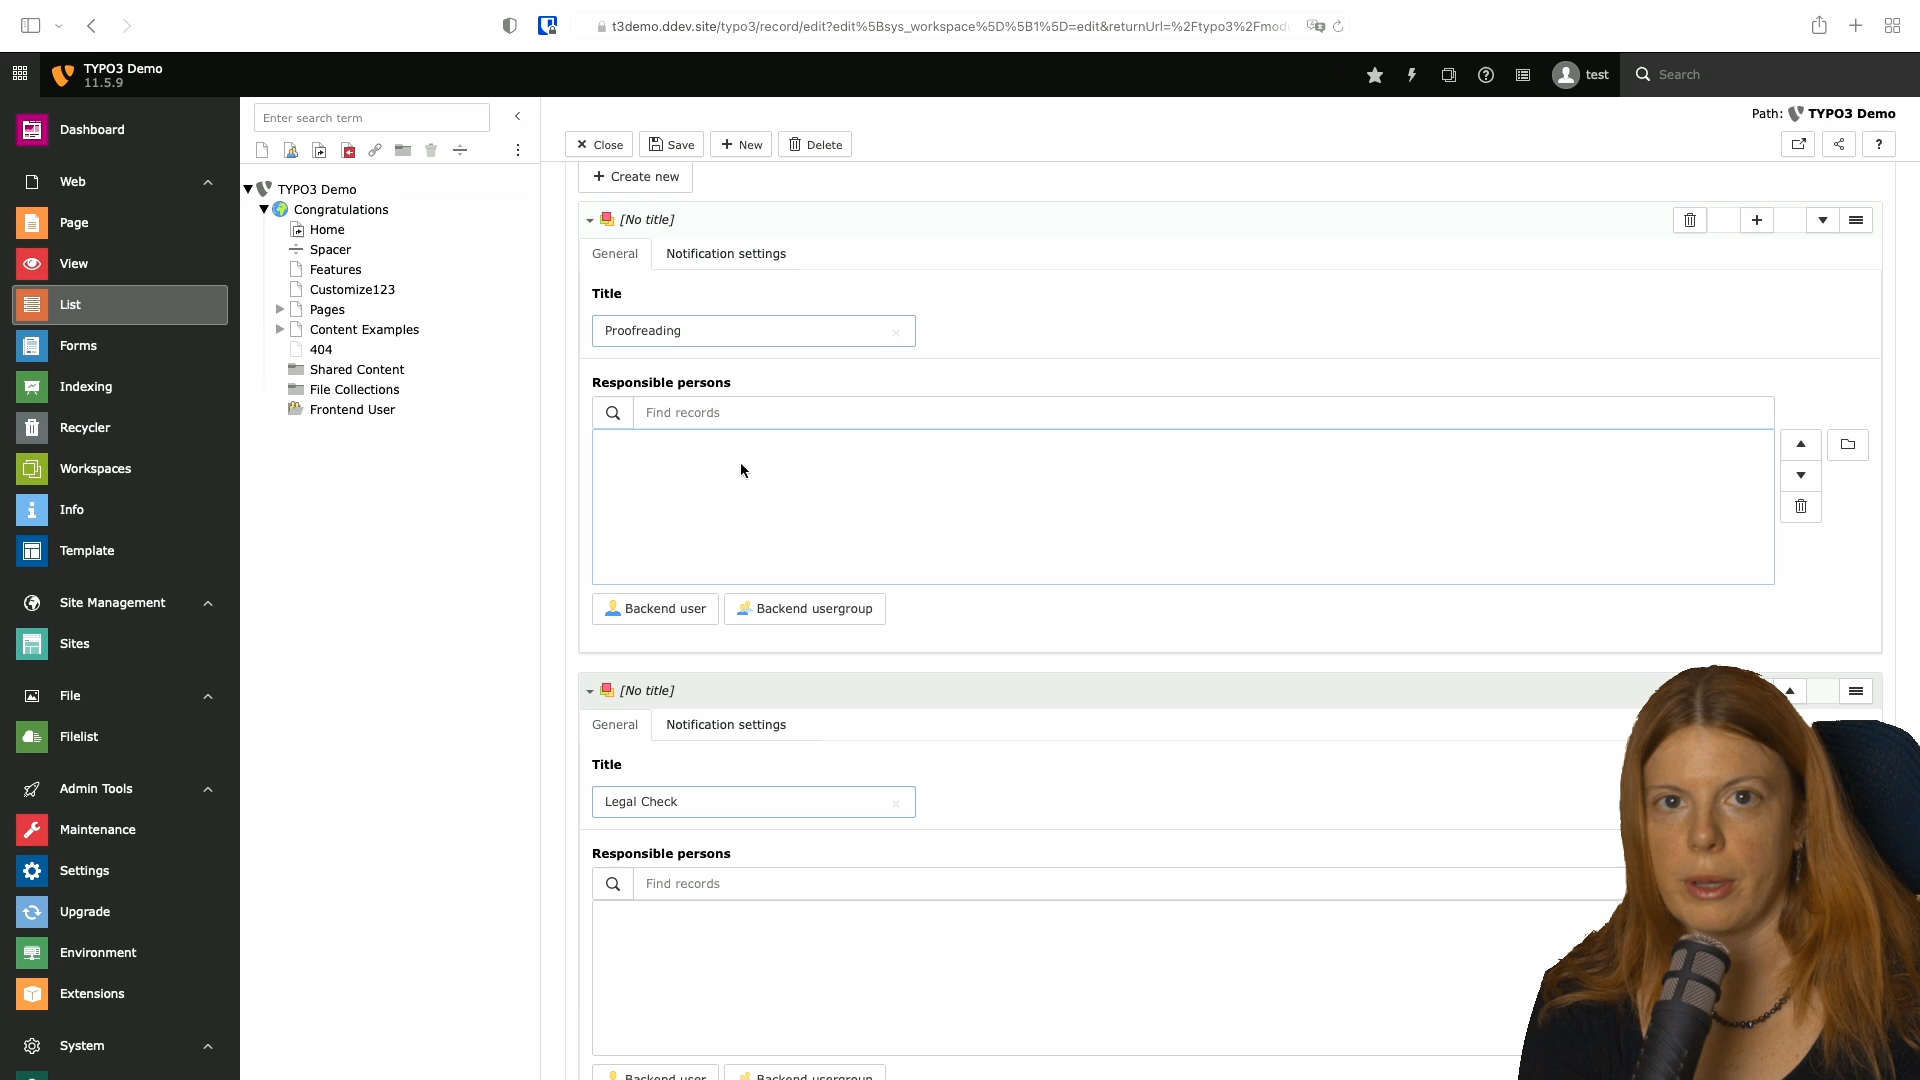 t3demo.ddev.site/typo3/record/edit?edit%5Bsys_workspace%5D%5B1%5D=edit&returnUrl=%2Ftypo3%2Fmod
TYPO3 Demo
11.5.9
test
Search
Dashboard
Web
Page
View
List
Forms
Indexing
Recycler
Workspaces
Info
Template
Site Management
Sites
File
Filelist
Admin Tools
Maintenance
Settings
Upgrade
Environment
Extensions
System
Enter search term
TYPO3 Demo
Congratulations
Home
Spacer
Features
Customize123
Pages
Content Examples
404
Shared Content
File Collections
Frontend User
Path: TYPO3 Demo
Close
Save
New
Delete
?
Create new
[No title]
General
Notification settings
Title
Proofreading
Responsible persons
Find records
Backend user
Backend usergroup
[No title]
General
Notification settings
Title
Legal Check
Responsible persons
Find records
Backend user
Backend usergroup